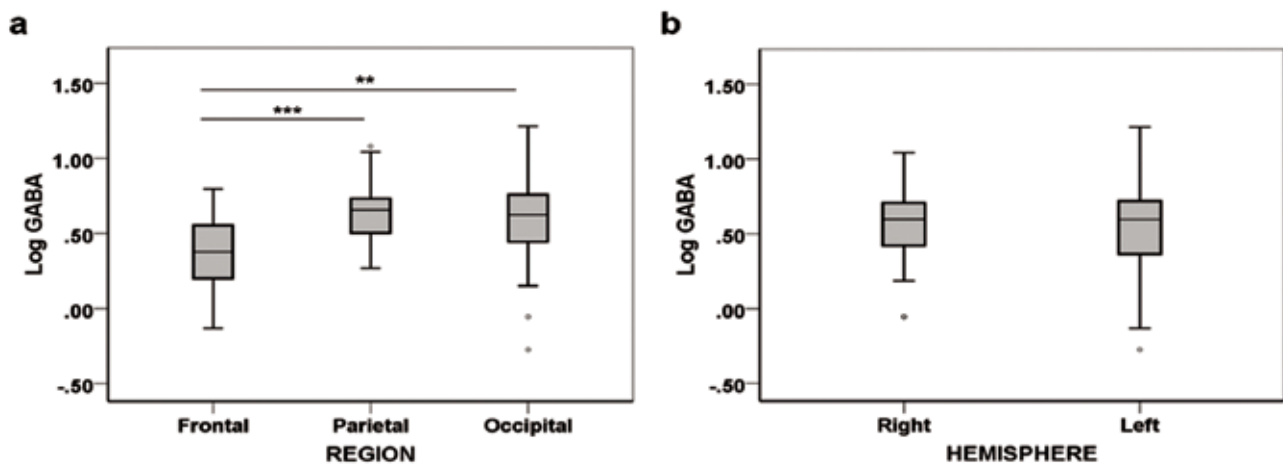 a
b
1.50
1.00
.50
.00
-.50
Log GABA
**
***
Frontal Parietal Occipital
REGION
1.50
1.00
.50
.00
-.50
Log GABA
Right Left
HEMISPHERE